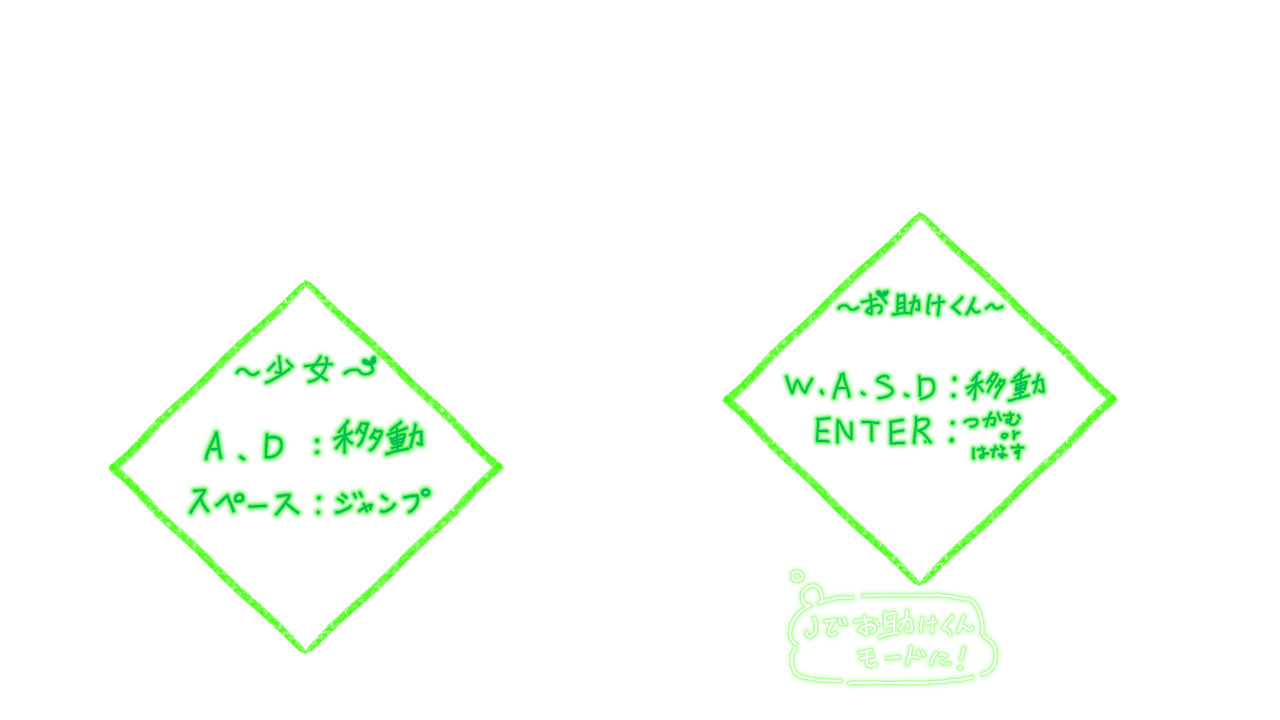 ～少女～
A、D：移動
スペース：ジャンプ
～お助けくん～
W、A、S、D：移動
ENTER：つかむ
or
はなす
Jでお助けくん
モードに！